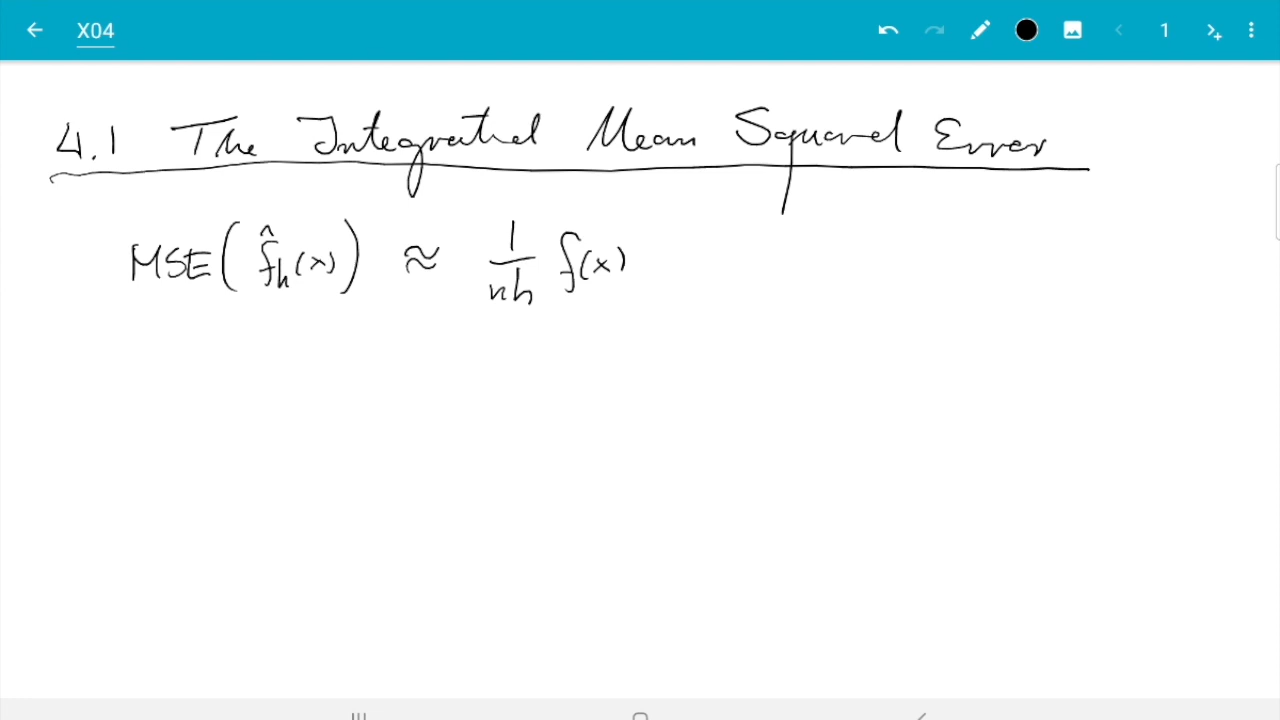 X04
1
4.1 The Integrated Mean Squared Error
MSE( f̂h(x) ) ≈ 1/nh f(x)